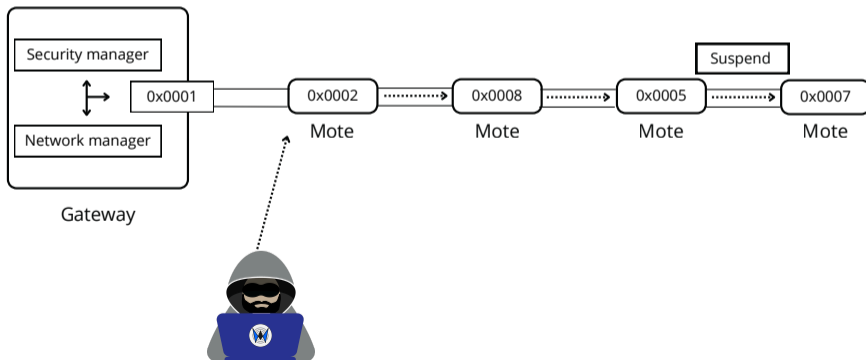 Security manager
Suspend
0x0001
0x0002
0x0008
0x0005
0x0007
Network manager
Mote
Mote
Mote
Mote
Gateway